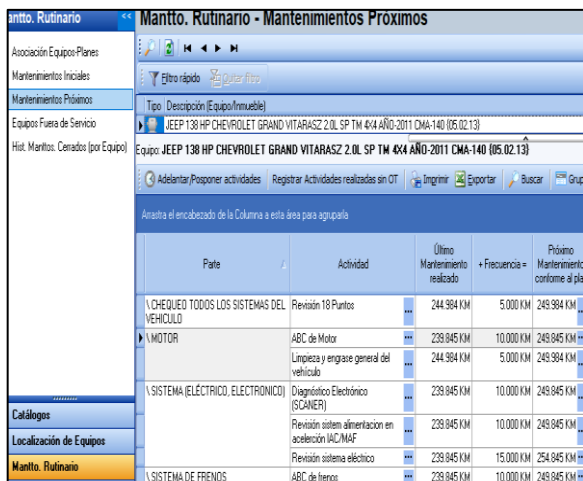 antto. Rutinario <<
Asociación Equipos-Planes
Mantenimientos Iniciales
Mantenimientos Próximos
Equipos Fuera de Servicio
Hist. Manttos. Cerrados (por Equipo)
Catálogos
Localización de Equipos
Mantto. Rutinario
Mantto. Rutinario - Mantenimientos Próximos
Filtro rápido Quitar filtro
Tipo Descripción (Equipo/Inmueble)
JEEP 138 HP CHEVROLET GRAND VITARASZ 2.0L SP TM 4X4 AÑO-2011 CMA-140 {05.02.13}
Equipo: JEEP 138 HP CHEVROLET GRAND VITARASZ 2.0L SP TM 4X4 AÑO-2011 CMA-140 {05.02.13}
Adelantar/Posponer actividades Registrar Actividades realizadas sin OT Imprimir Exportar Buscar Grup
Arrastra el encabezado de la Columna a esta área para agruparla
Parte Actividad Último Mantenimiento realizado + Frecuencia = Próximo Mantenimiento conforme al pla
\ CHEQUEO TODOS LOS SISTEMAS DEL VEHICULO Revisión 18 Puntos ... 244.984 KM 5.000 KM 249.984 KM ...
\ MOTOR ABC de Motor ... 239.845 KM 10.000 KM 249.845 KM ...
Limpieza y engrase general del vehículo ... 244.984 KM 5.000 KM 249.984 KM ...
\ SISTEMA (ELÉCTRICO, ELECTRONICO) Diagnóstico Electrónico (SCANER) ... 239.845 KM 10.000 KM 249.845 KM ...
Revisión sistem alimentacion en acelerción IAC/MAF ... 239.845 KM 10.000 KM 249.845 KM ...
Revisión sistema eléctrico ... 239.845 KM 15.000 KM 254.845 KM ...
\ SISTEMA DE FRENOS ABC de frenos ... 239.845 KM 10.000 KM 249.845 KM ...